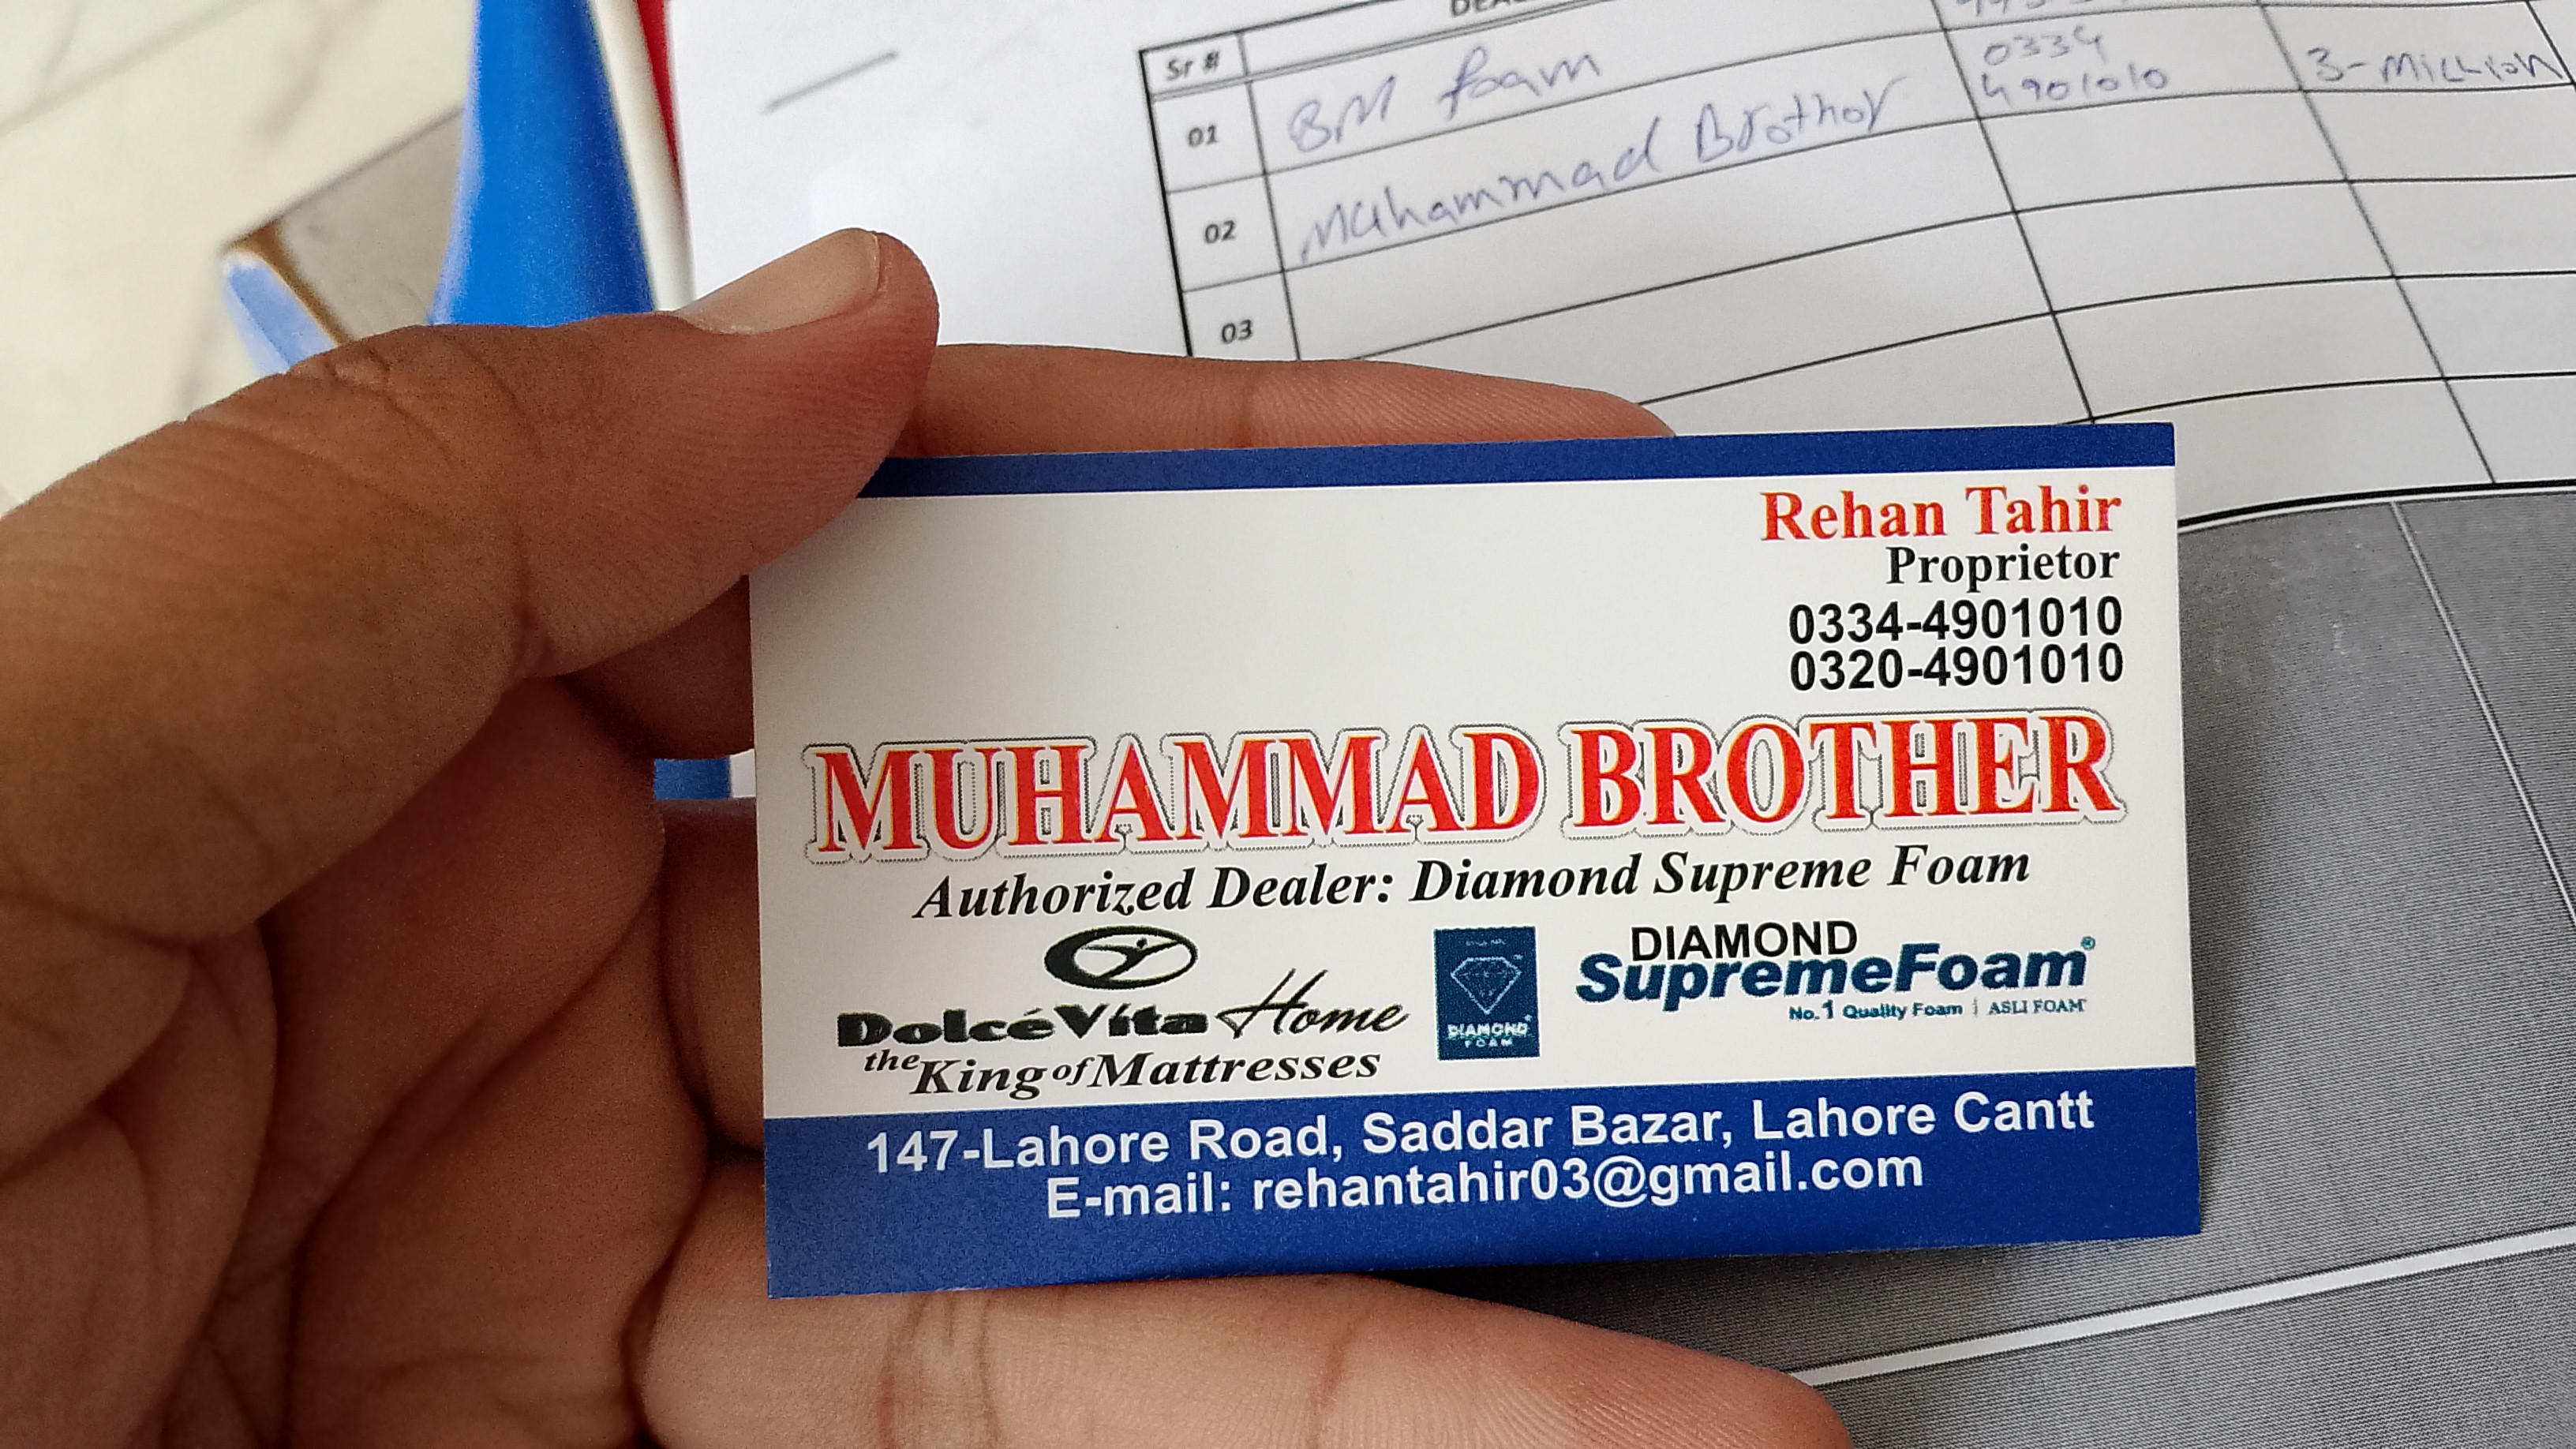 Sr #
01
BM foam
02
Muhammad Brother
0334
4901010
3-Million
03
Rehan Tahir
Proprietor
0334-4901010
0320-4901010
MUHAMMAD BROTHER
Authorized Dealer: Diamond Supreme Foam
DolcéVita Home
the King of Mattresses
DIAMOND
FOAM
DIAMOND
SupremeFoam®
No.1 Quality Foam | ASLI FOAM
147-Lahore Road, Saddar Bazar, Lahore Cantt
E-mail: rehantahir03@gmail.com